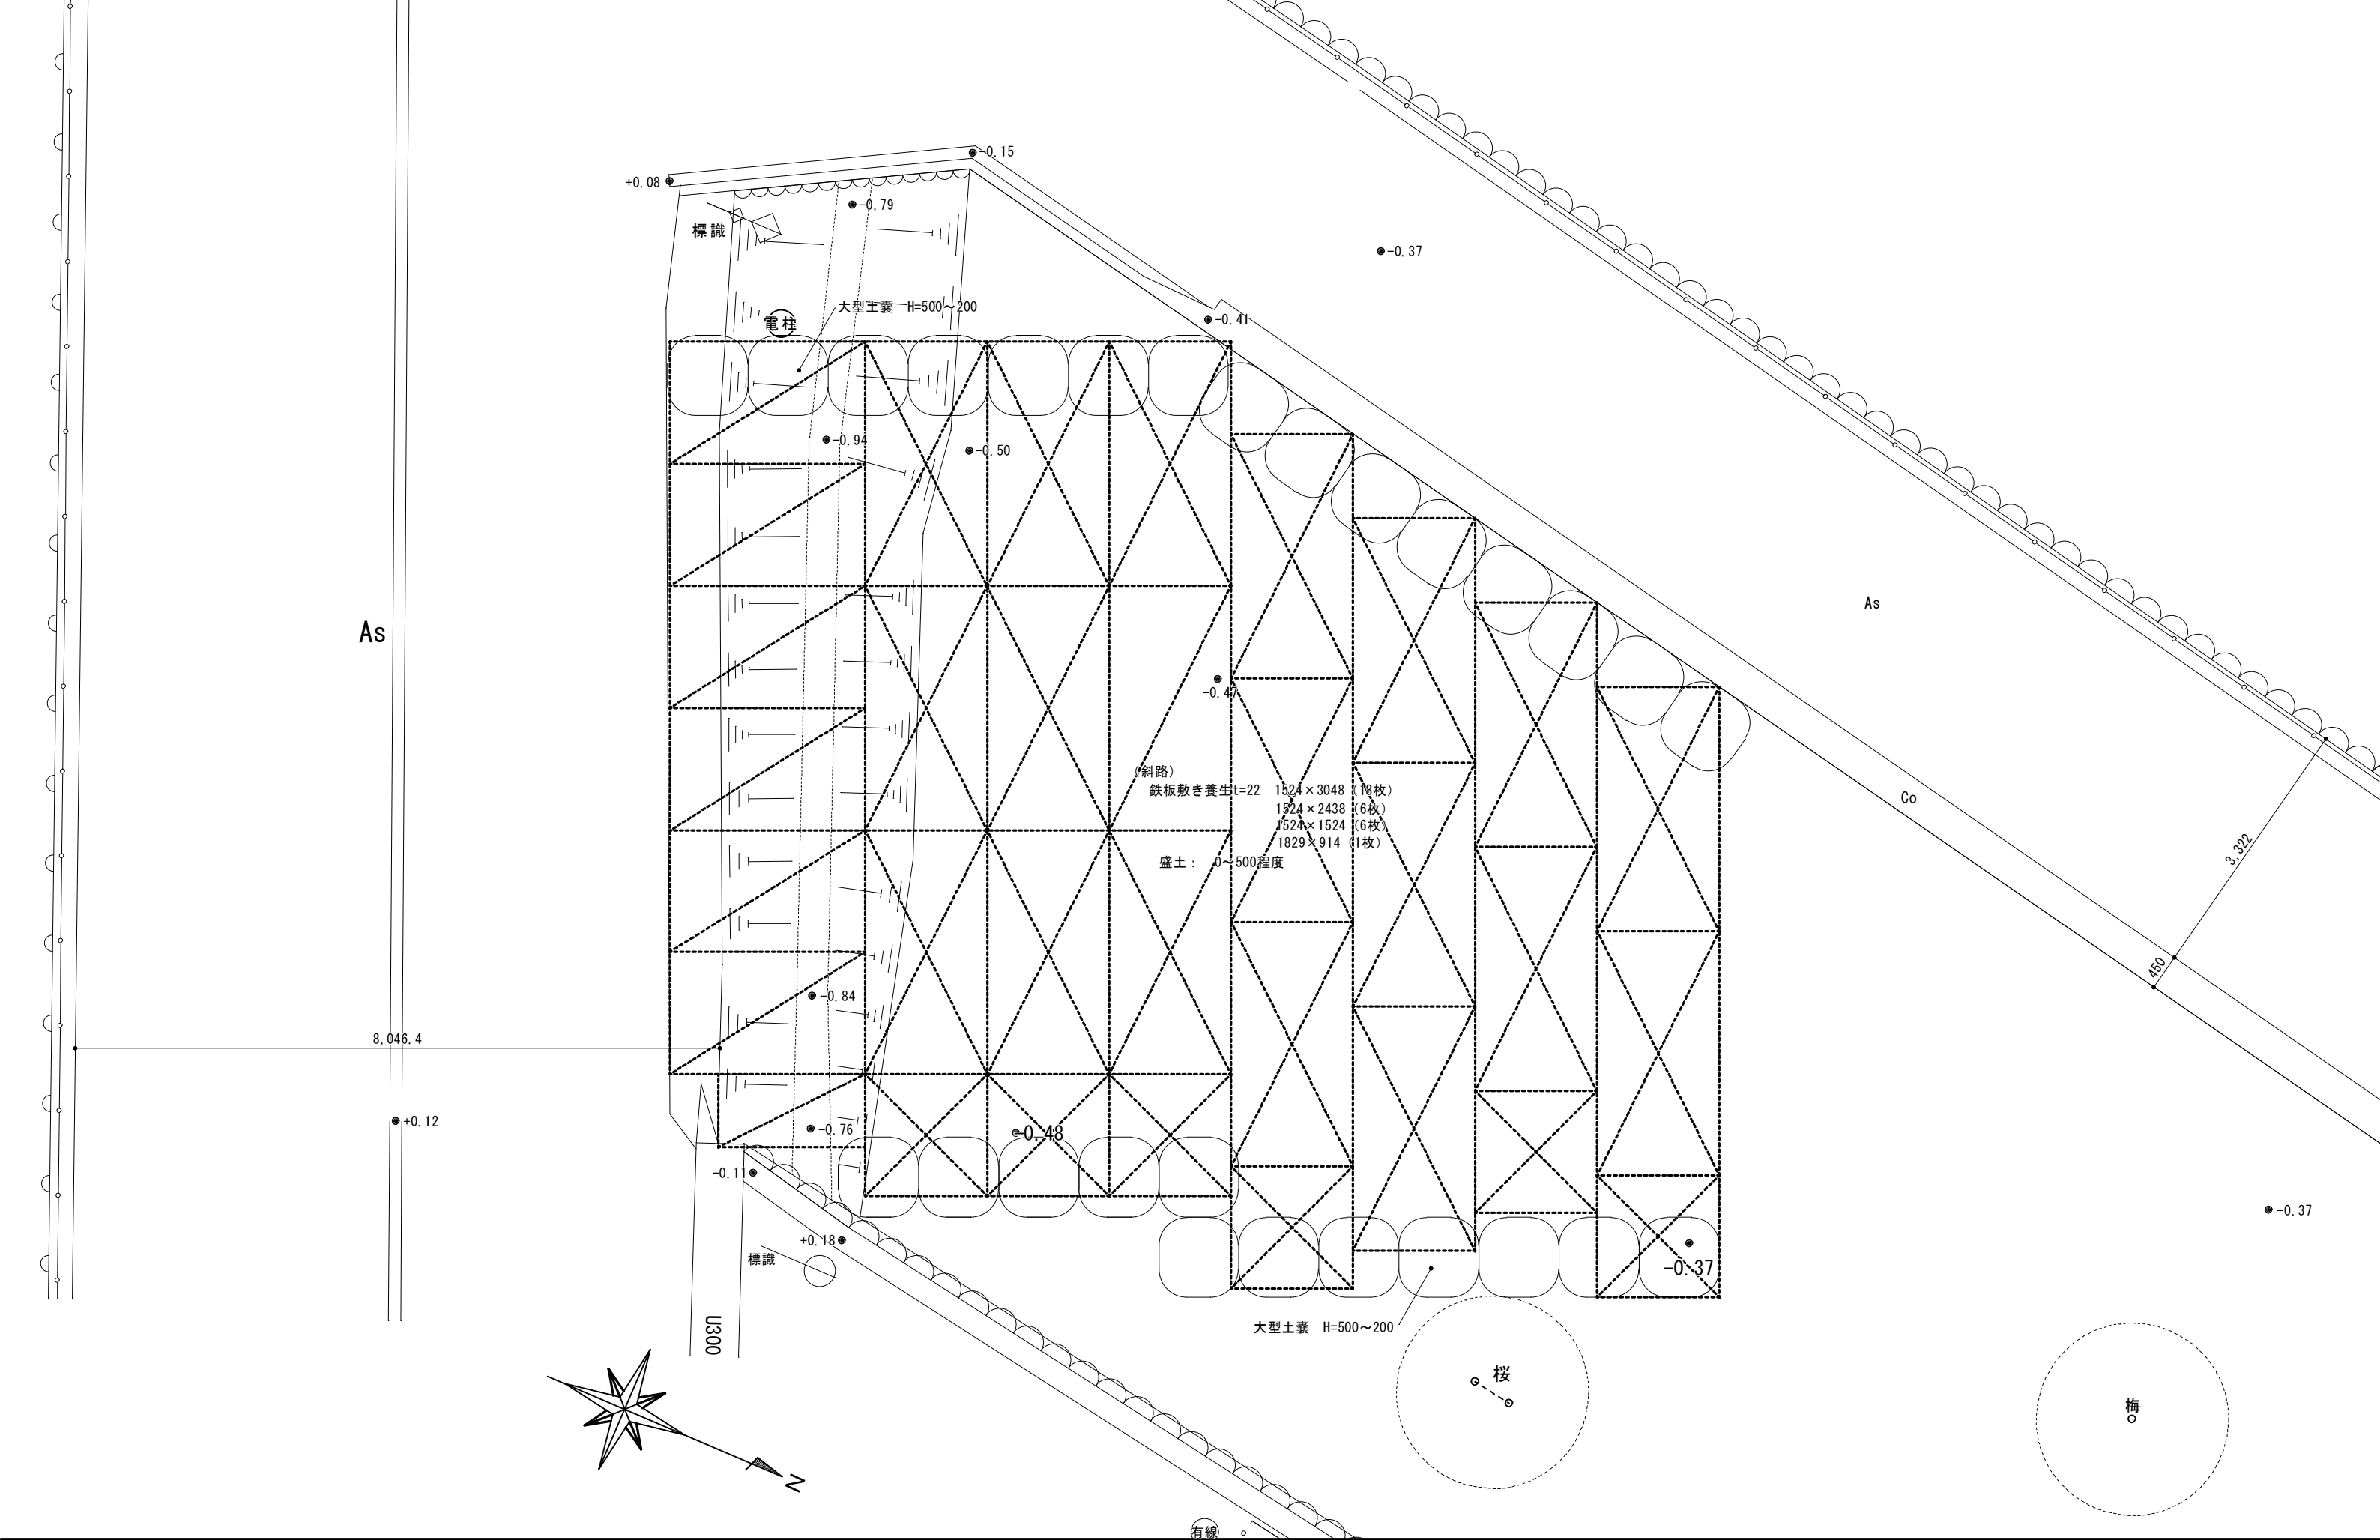 -0.15
+0.08
-0.79
標識
-0.37
大型土嚢　H=500～200
電柱
-0.41
-0.94
-0.50
As
As
-0.47
(斜路)
鉄板敷き養生t=22　1524×3048 (18枚)
1524×2438 (6枚)
1524×1524 (6枚)
1829×914 (1枚)
盛土：　0～500程度
Co
3,322
450
-0.84
8,046.4
+0.12
-0.76
-0.48
-0.11
-0.37
+0.18
標識
-0.37
U300
大型土嚢　H=500～200
桜
梅
N
有線